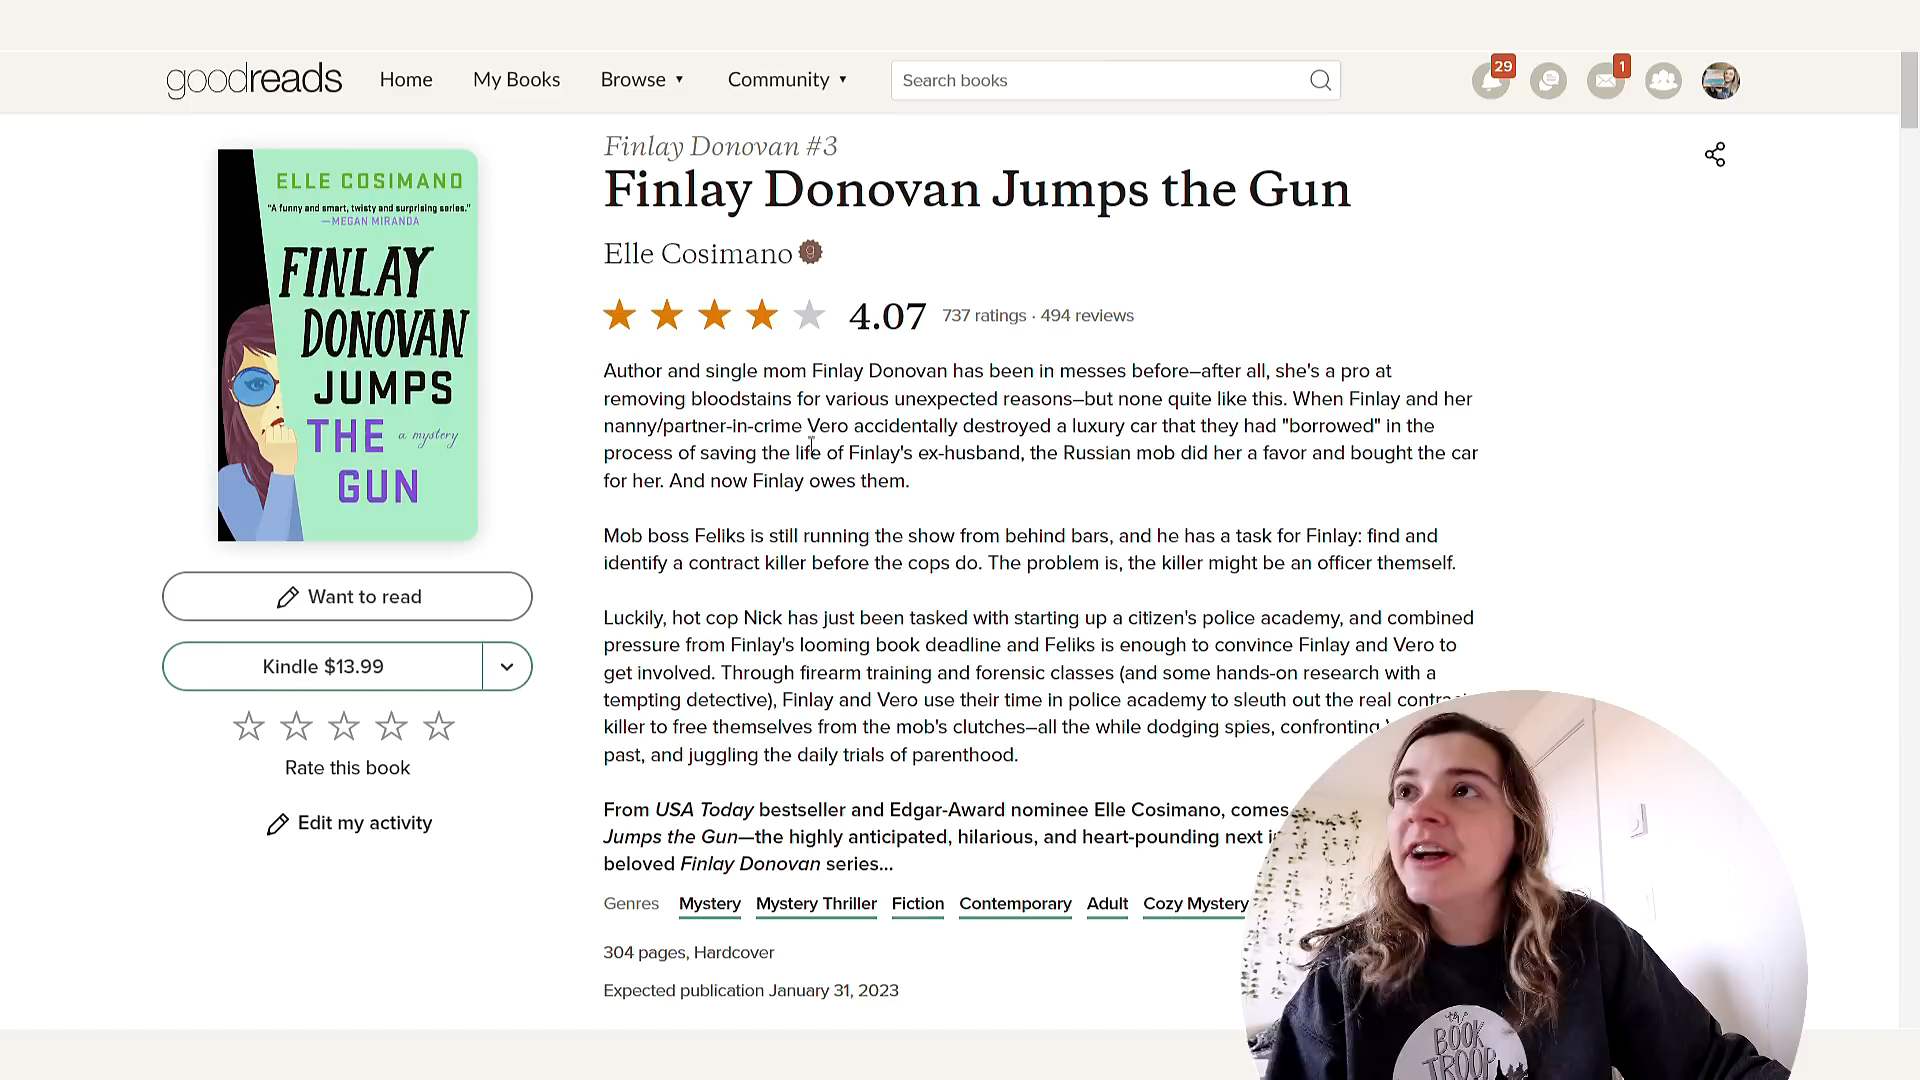 goodreads Home My Books Browse Community Search books 29 1
ELLE COSIMANO
"A funny and smart, twisty and surprising series."
—MEGAN MIRANDA
FINLAY
DONOVAN
JUMPS
THE a mystery
GUN
Want to read
Kindle $13.99
Rate this book
Edit my activity
Finlay Donovan #3
Finlay Donovan Jumps the Gun
Elle Cosimano g
4.07 737 ratings · 494 reviews
Author and single mom Finlay Donovan has been in messes before—after all, she's a pro at
removing bloodstains for various unexpected reasons—but none quite like this. When Finlay and her
nanny/partner-in-crime Vero accidentally destroyed a luxury car that they had "borrowed" in the
process of saving the life of Finlay's ex-husband, the Russian mob did her a favor and bought the car
for her. And now Finlay owes them.
Mob boss Feliks is still running the show from behind bars, and he has a task for Finlay: find and
identify a contract killer before the cops do. The problem is, the killer might be an officer themself.
Luckily, hot cop Nick has just been tasked with starting up a citizen's police academy, and combined
pressure from Finlay's looming book deadline and Feliks is enough to convince Finlay and Vero to
get involved. Through firearm training and forensic classes (and some hands-on research with a
tempting detective), Finlay and Vero use their time in police academy to sleuth out the real
killer to free themselves from the mob's clutches—all the while dodging spies, confronting
past, and juggling the daily trials of parenthood.
From USA Today bestseller and Edgar-Award nominee Elle Cosimano, comes
Jumps the Gun—the highly anticipated, hilarious, and heart-pounding next
beloved Finlay Donovan series...
Genres Mystery Mystery Thriller Fiction Contemporary Adult Cozy Mystery
304 pages, Hardcover
Expected publication January 31, 2023
the
BOOK
TROOP